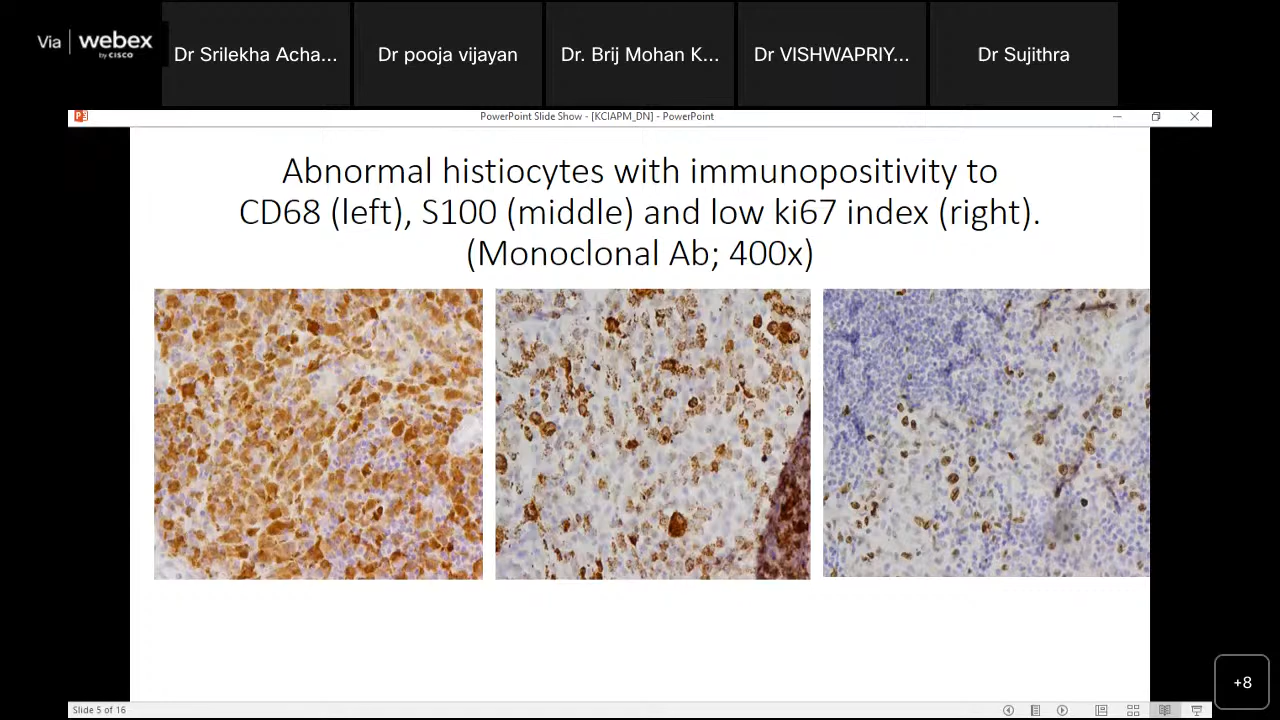 Via | webex
by CISCO
Dr Srilekha Acha...
Dr pooja vijayan
Dr. Brij Mohan K...
Dr VISHWAPRIY...
Dr Sujithra
PowerPoint Slide Show - [KCIAPM_DN] - PowerPoint
Abnormal histiocytes with immunopositivity to
CD68 (left), S100 (middle) and low ki67 index (right).
(Monoclonal Ab; 400x)
+8
Slide 5 of 16